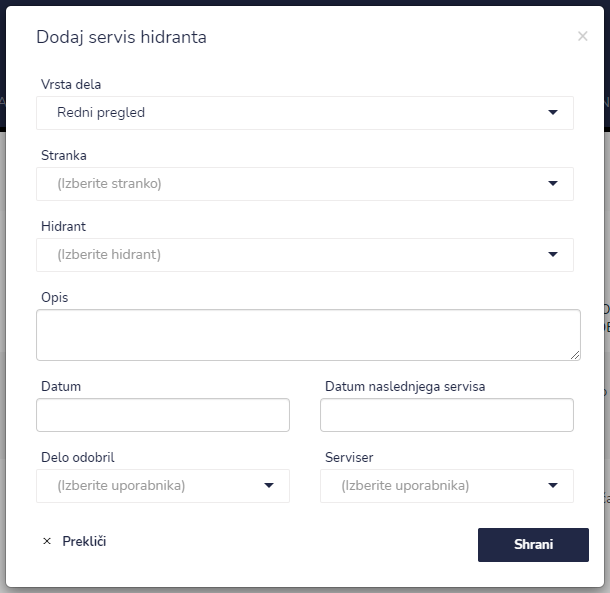 Dodaj servis hidranta
Vrsta dela
Redni pregled
Stranka
(Izberite stranko)
Hidrant
(Izberite hidrant)
Opis
Datum
Datum naslednjega servisa
Delo odobril
Serviser
(Izberite uporabnika)
(Izberite uporabnika)
× Prekliči
Shrani